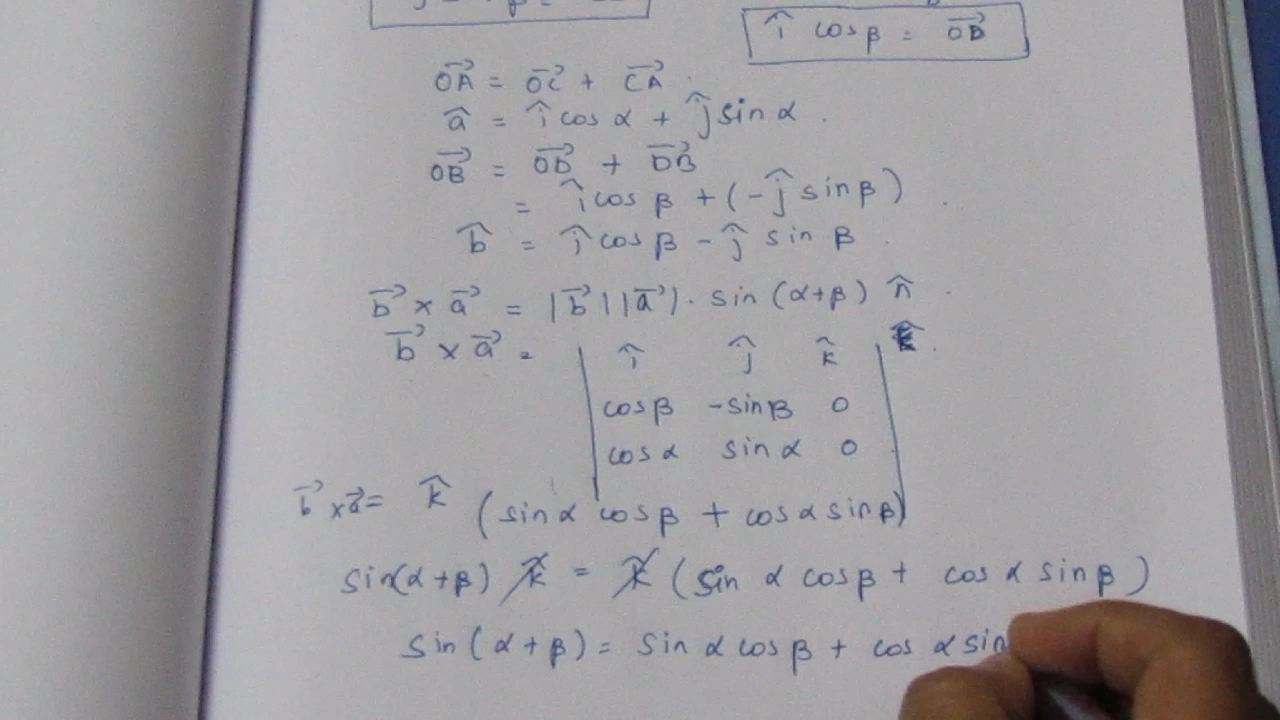 î cos β = OD⃗
OA⃗ = OC⃗ + CA⃗ .
â = î cos α + ĵ sin α .
OB⃗ = OD⃗ + DB⃗
= î cos β + (-ĵ sin β) .
b̂ = î cos β - ĵ sin β .
b⃗ × a⃗ = |b⃗||a⃗|. sin (α+β) n̂ .
b⃗ × a⃗ = | î ĵ k̂ | k̂ .
cos β -sin β 0
cos α sin α 0
b⃗ × a⃗ = k̂ (sin α cos β + cos α sin β)
sin(α+β) k̂ = k̂ (sin α cos β + cos α sin β)
sin (α+β) = sin α cos β + cos α sin